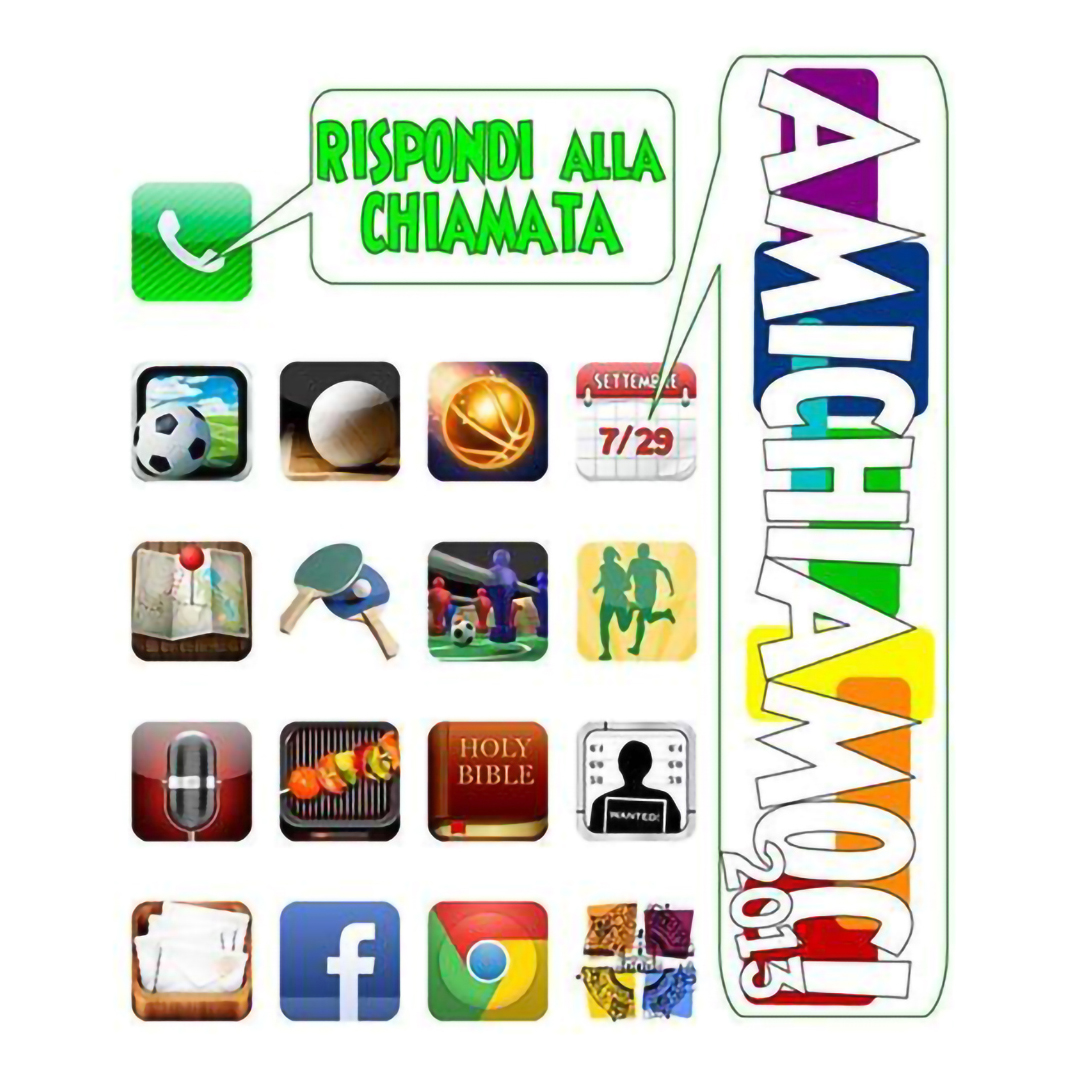 RISPONDI ALLA
CHIAMATA
AMICHIAMOCI
2013
SETTEMBRE
7/29
HOLY
BIBLE
WANTED!
f